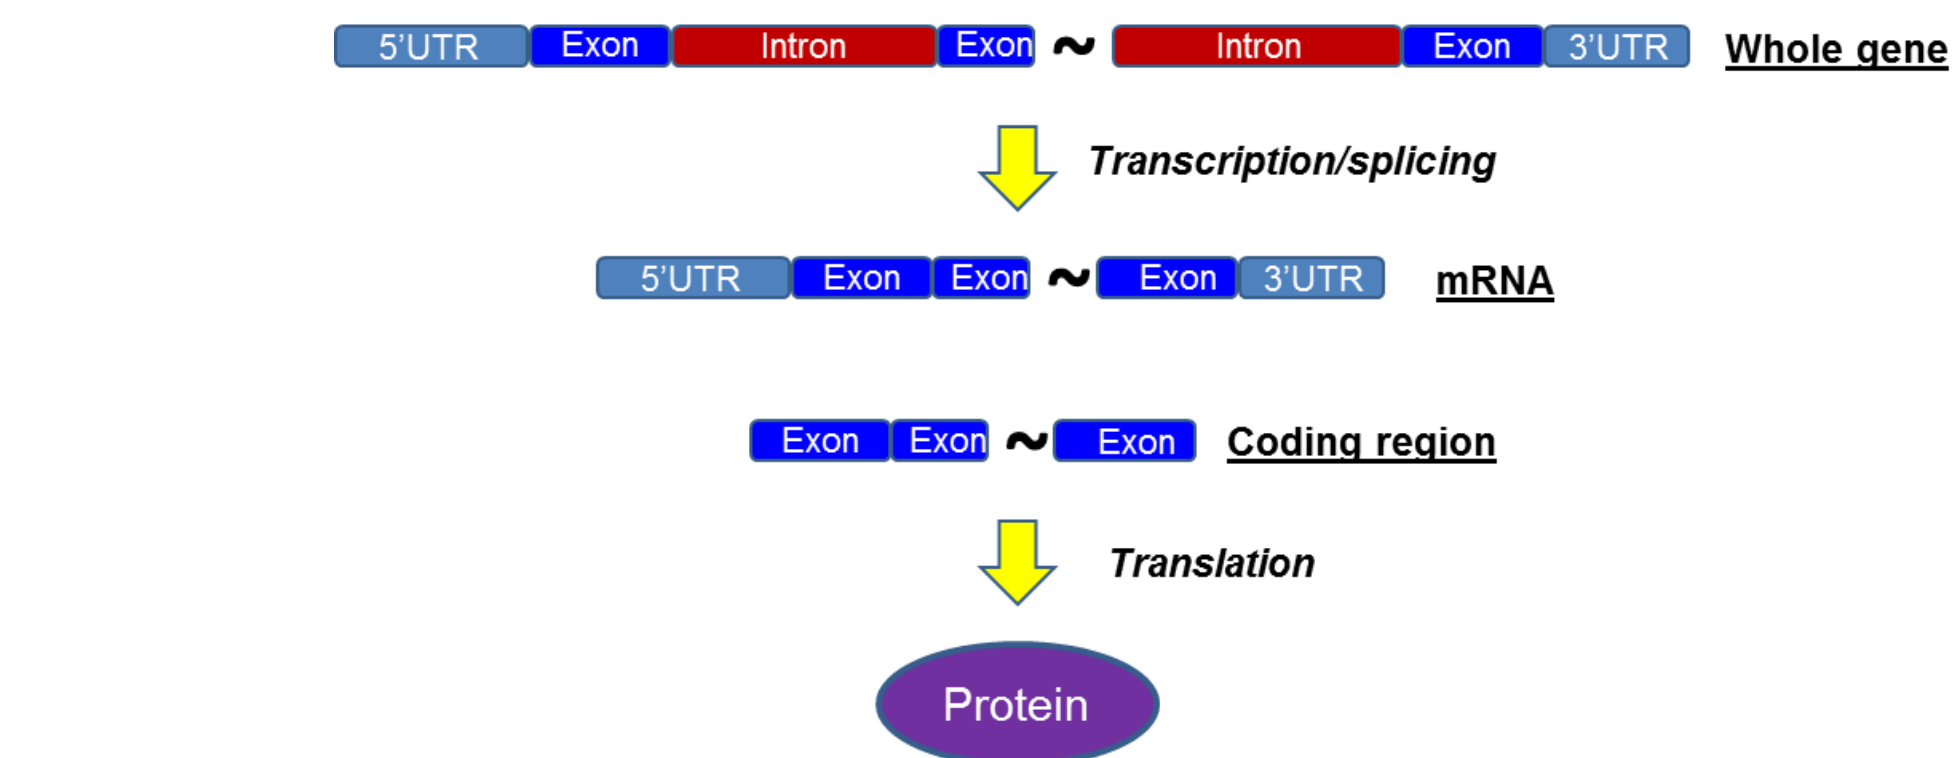 5'UTR Exon Intron Exon ~ Intron Exon 3'UTR Whole gene
Transcription/splicing
5'UTR Exon Exon ~ Exon 3'UTR mRNA
Exon Exon ~ Exon Coding region
Translation
Protein